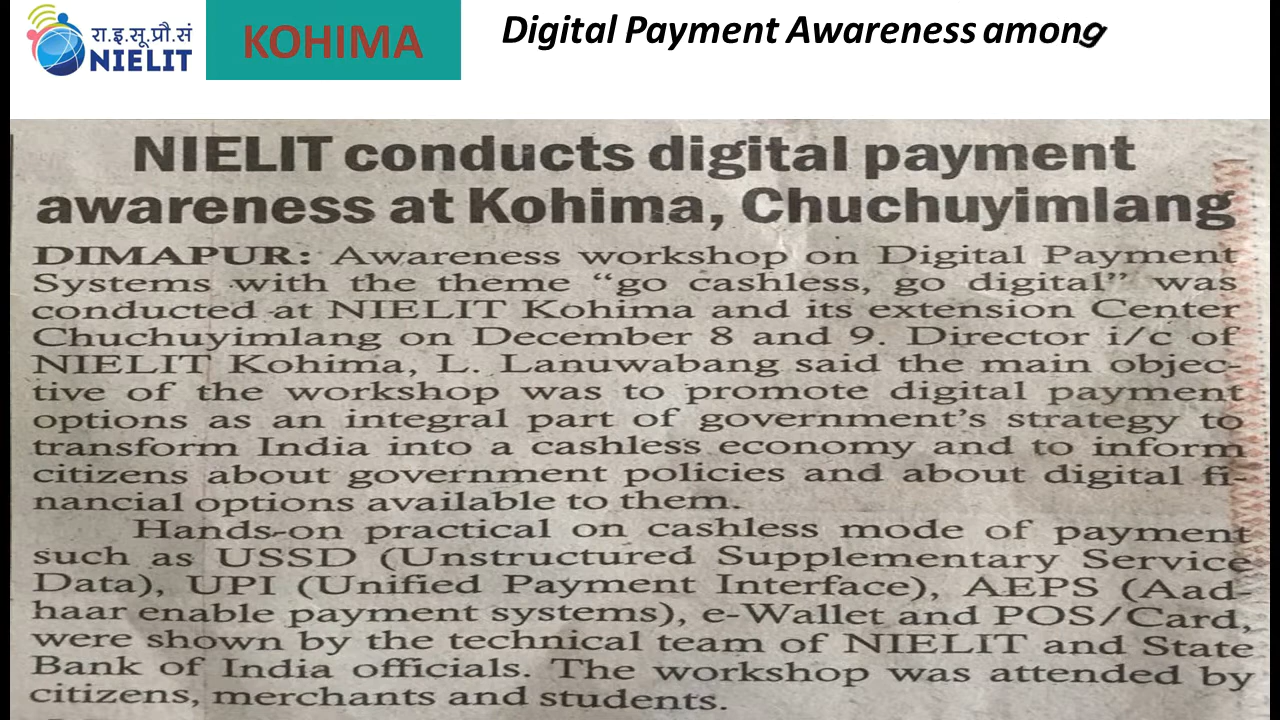 रा.इ.सू.प्रौ.सं
NIELIT
KOHIMA
Digital Payment Awareness among
NIELIT conducts digital payment
awareness at Kohima, Chuchuyimlang
DIMAPUR: Awareness workshop on Digital Payment
Systems with the theme “go cashless, go digital” was
conducted at NIELIT Kohima and its extension Center
Chuchuyimlang on December 8 and 9. Director i/c of
NIELIT Kohima, L. Lanuwabang said the main objec-
tive of the workshop was to promote digital payment
options as an integral part of government’s strategy to
transform India into a cashless economy and to inform
citizens about government policies and about digital fi-
nancial options available to them.
Hands-on practical on cashless mode of payment
such as USSD (Unstructured Supplementary Service
Data), UPI (Unified Payment Interface), AEPS (Aad-
haar enable payment systems), e-Wallet and POS/Card,
were shown by the technical team of NIELIT and State
Bank of India officials. The workshop was attended by
citizens, merchants and students.